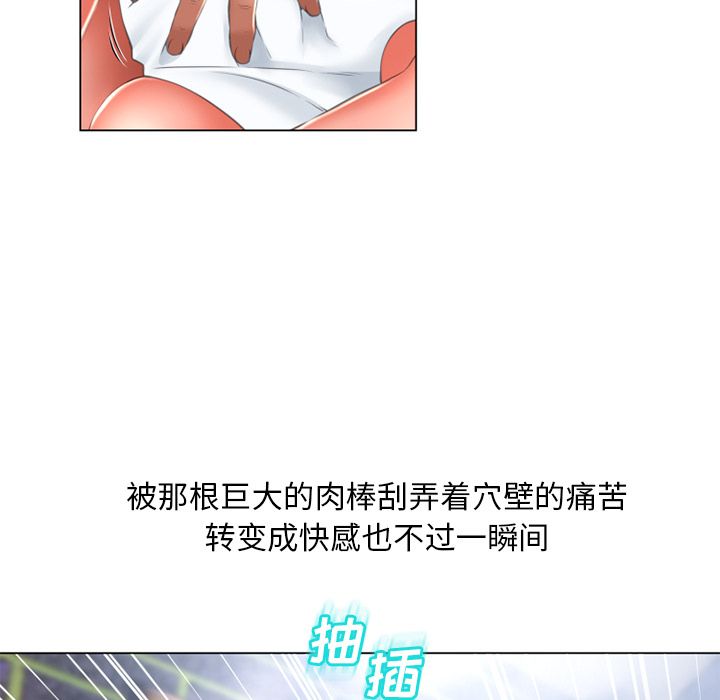 被那根巨大的肉棒刮弄着穴壁的痛苦
转变成快感也不过一瞬间
抽插